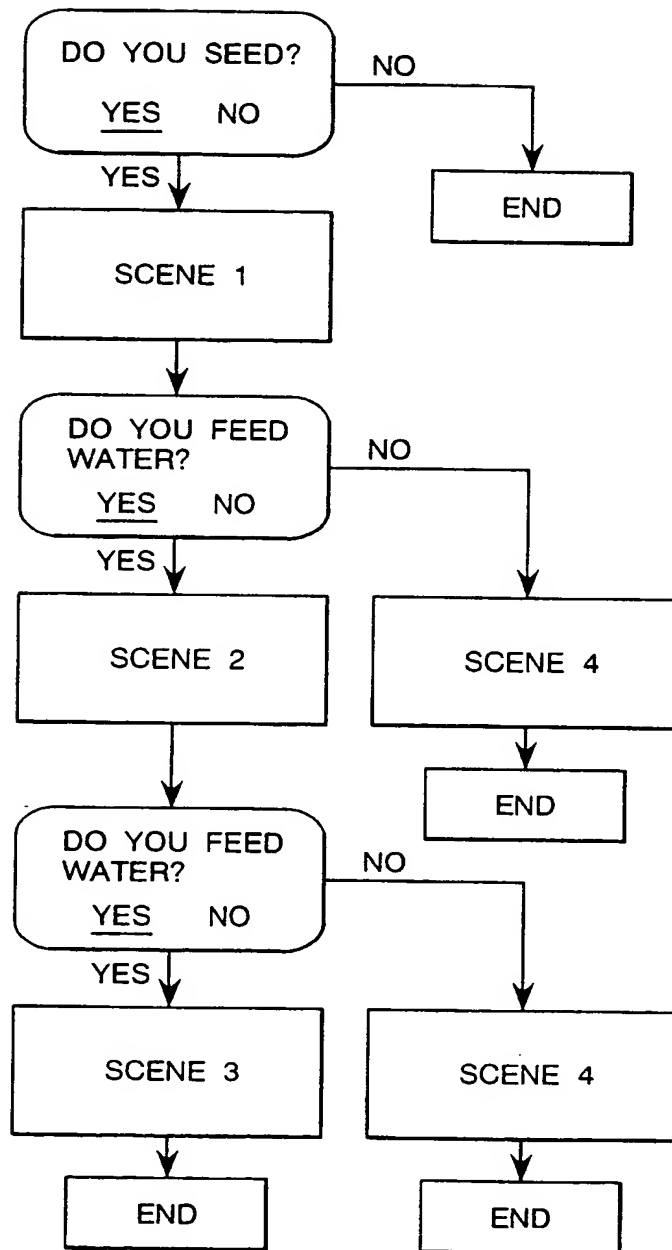 DO YOU SEED?
YES NO
NO
YES
END
SCENE 1
DO YOU FEED
WATER?
YES NO
NO
YES
SCENE 2
SCENE 4
END
DO YOU FEED
WATER?
YES NO
NO
YES
SCENE 3
SCENE 4
END
END